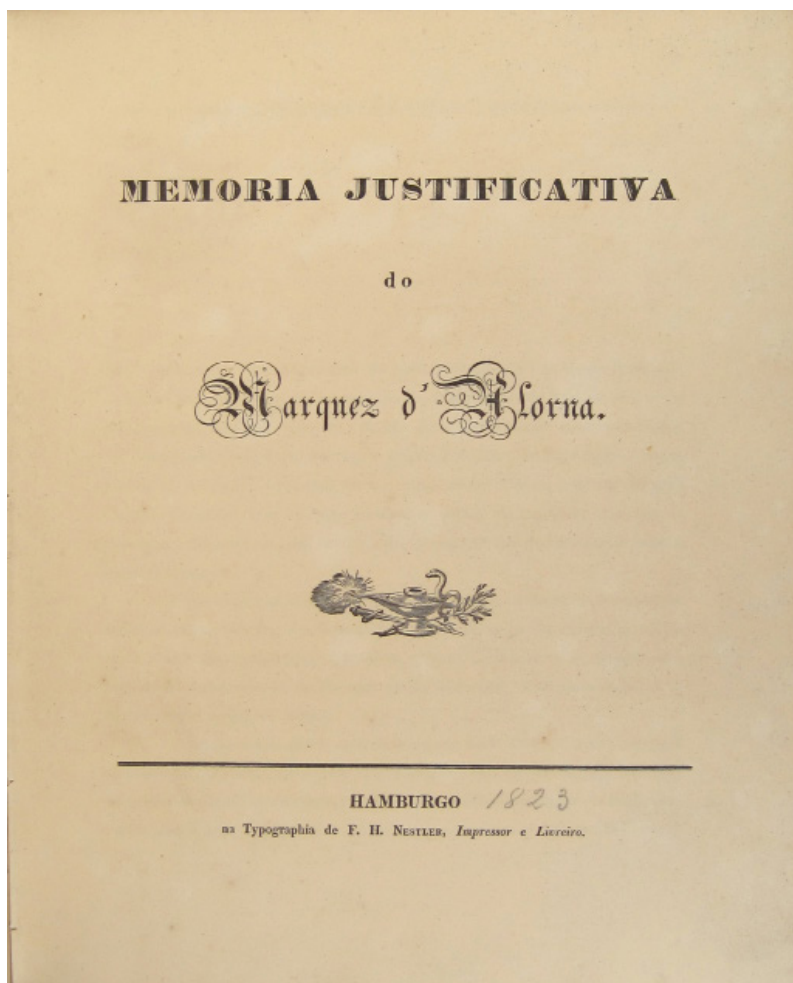 MEMORIA JUSTIFICATIVA
do
Marquez d'Alorna.
HAMBURGO 1823
na Typographia de F. H. NESTLER, Impressor e Livreiro.